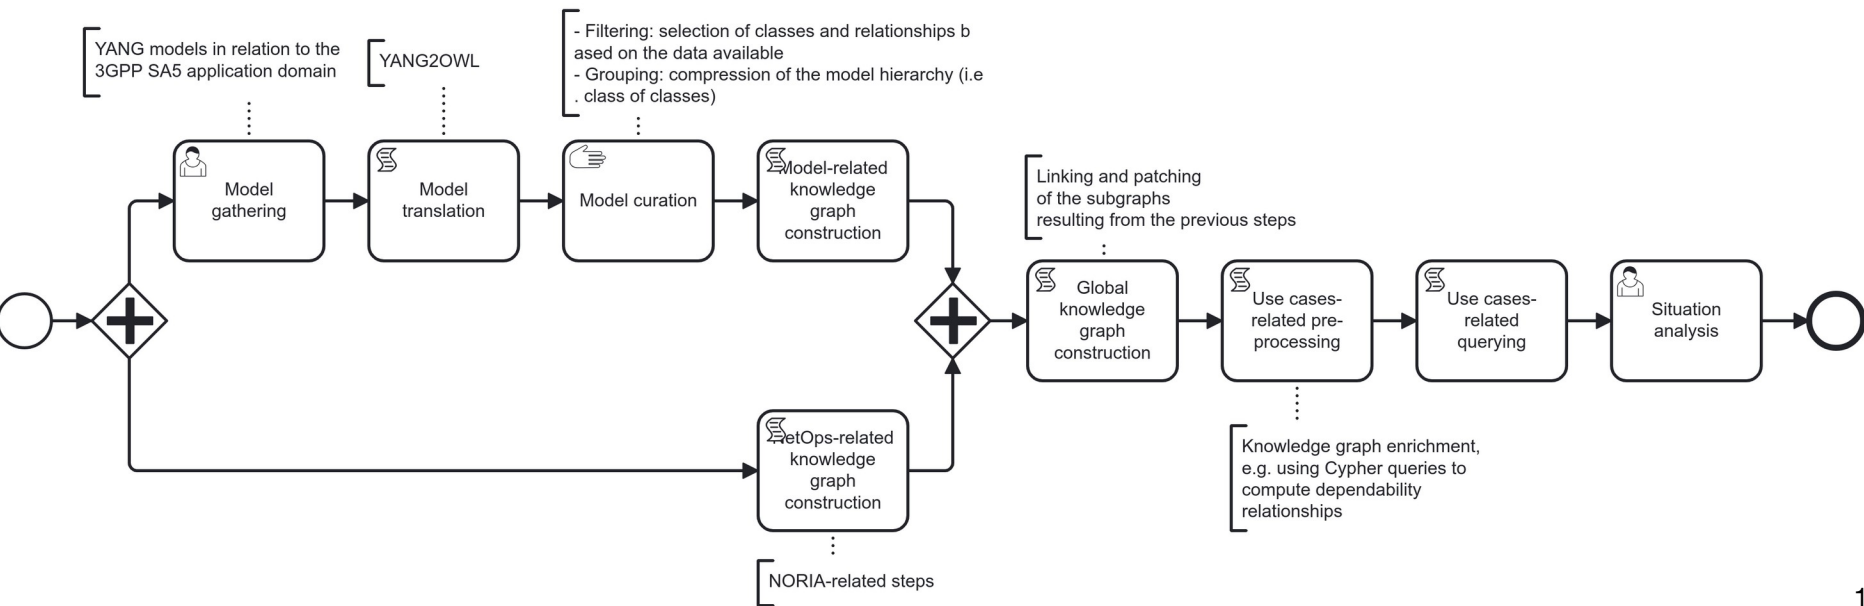 YANG models in relation to the
3GPP SA5 application domain
YANG2OWL
- Filtering: selection of classes and relationships b
ased on the data available
- Grouping: compression of the model hierarchy (i.e
. class of classes)
Model
gathering
Model
translation
Model curation
Model-related
knowledge
graph
construction
Linking and patching
of the subgraphs
resulting from the previous steps
Global
knowledge
graph
construction
Use cases-
related pre-
processing
Use cases-
related
querying
Situation
analysis
NetOps-related
knowledge
graph
construction
Knowledge graph enrichment,
e.g. using Cypher queries to
compute dependability
relationships
NORIA-related steps
1